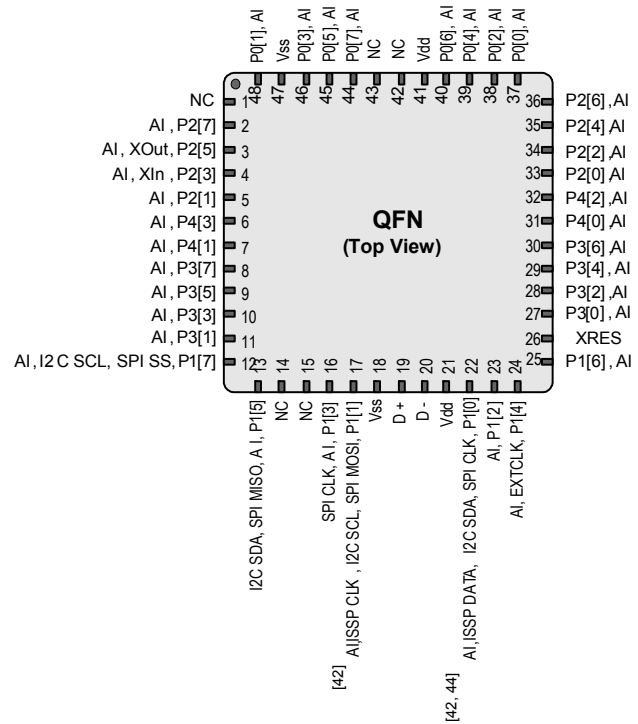 P0[1], AI
Vss
P0[3], AI
P0[5], AI
P0[7], AI
NC
NC
Vdd
P0[6], AI
P0[4], AI
P0[2], AI
P0[0], AI
48
47
46
45
44
43
42
41
40
39
38
37
NC 1
AI , P2[7] 2
AI , XOut, P2[5] 3
AI , XIn , P2[3] 4
AI , P2[1] 5
AI , P4[3] 6
AI , P4[1] 7
AI , P3[7] 8
AI , P3[5] 9
AI , P3[3] 10
AI , P3[1] 11
AI , I2 C SCL, SPI SS, P1[7] 12
QFN
(Top View)
36 P2[6] ,AI
35 P2[4] ,AI
34 P2[2] ,AI
33 P2[0] ,AI
32 P4[2] ,AI
31 P4[0] ,AI
30 P3[6] ,AI
29 P3[4] ,AI
28 P3[2] ,AI
27 P3[0] ,AI
26 XRES
25 P1[6] ,AI
13
14
15
16
17
18
19
20
21
22
23
24
I2C SDA, SPI MISO, A I, P1[5]
NC
NC
SPI CLK, A I, P1[3]
AI,ISSP CLK , I2C SCL, SPI MOSI, P1[1]
Vss
D +
D -
Vdd
AI,ISSP DATA, I2C SDA, SPI CLK, P1[0]
AI, P1[2]
AI, EXTCLK, P1[4]
[42]
[42, 44]